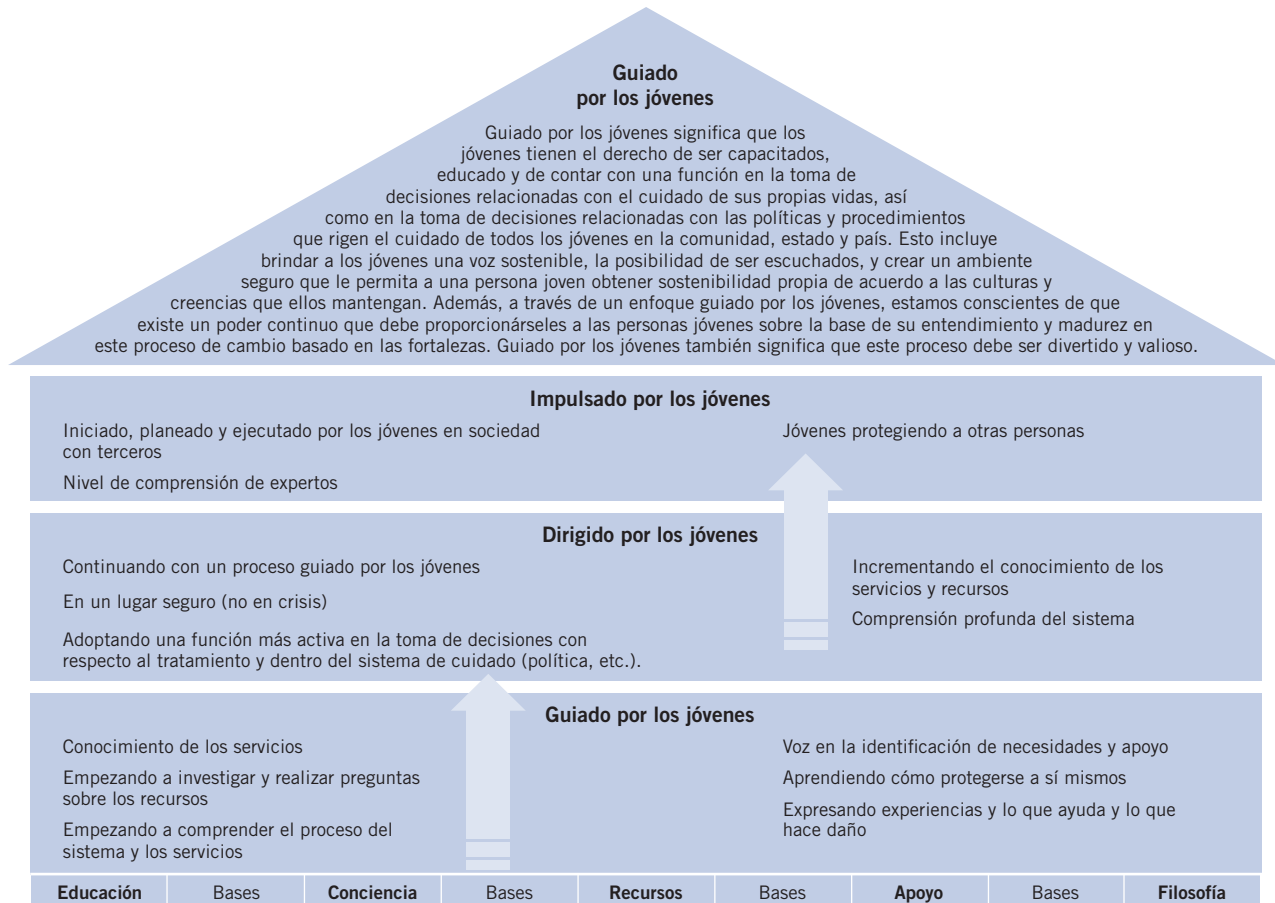 Guiado
por los jóvenes
Guiado por los jóvenes significa que los
jóvenes tienen el derecho de ser capacitados,
educado y de contar con una función en la toma de
decisiones relacionadas con el cuidado de sus propias vidas, así
como en la toma de decisiones relacionadas con las políticas y procedimientos
que rigen el cuidado de todos los jóvenes en la comunidad, estado y país. Esto incluye
brindar a los jóvenes una voz sostenible, la posibilidad de ser escuchados, y crear un ambiente
seguro que le permita a una persona joven obtener sostenibilidad propia de acuerdo a las culturas y
creencias que ellos mantengan. Además, a través de un enfoque guiado por los jóvenes, estamos conscientes de que
existe un poder continuo que debe proporcionárseles a las personas jóvenes sobre la base de su entendimiento y madurez en
este proceso de cambio basado en las fortalezas. Guiado por los jóvenes también significa que este proceso debe ser divertido y valioso.
Impulsado por los jóvenes
Iniciado, planeado y ejecutado por los jóvenes en sociedad
con terceros
Nivel de comprensión de expertos
Jóvenes protegiendo a otras personas
Dirigido por los jóvenes
Continuando con un proceso guiado por los jóvenes
En un lugar seguro (no en crisis)
Adoptando una función más activa en la toma de decisiones con
respecto al tratamiento y dentro del sistema de cuidado (política, etc.).
Incrementando el conocimiento de los
servicios y recursos
Comprensión profunda del sistema
Guiado por los jóvenes
Conocimiento de los servicios
Empezando a investigar y realizar preguntas
sobre los recursos
Empezando a comprender el proceso del
sistema y los servicios
Voz en la identificación de necesidades y apoyo
Aprendiendo cómo protegerse a sí mismos
Expresando experiencias y lo que ayuda y lo que
hace daño
Educación Bases Conciencia Bases Recursos Bases Apoyo Bases Filosofía